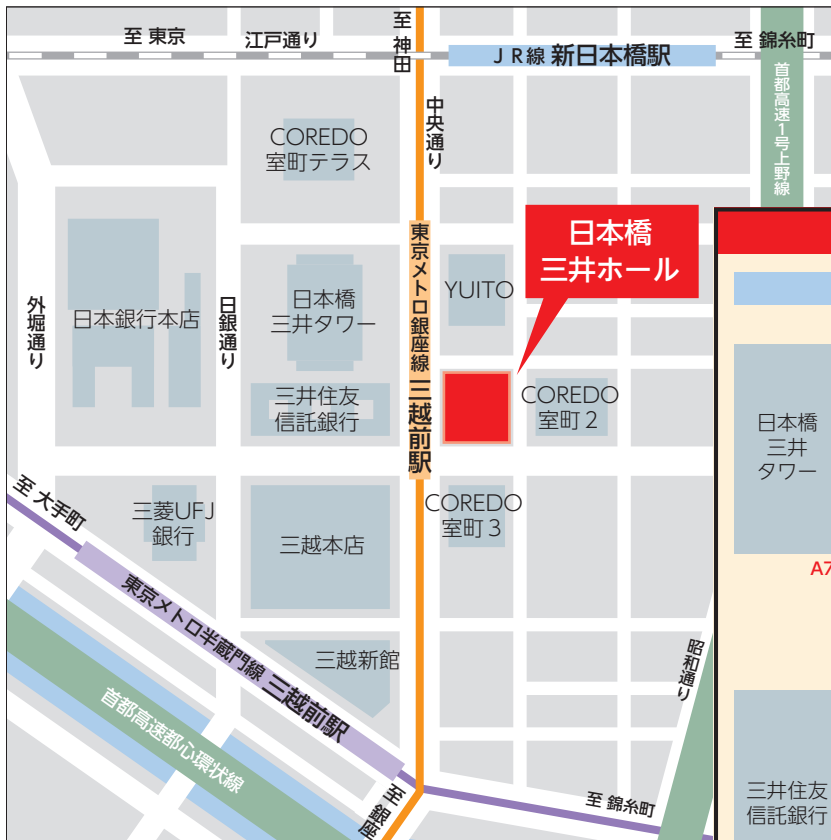 至 東京
江戸通り
至 神田
JR線 新日本橋駅
至 錦糸町
首都高速1号上野線
中央通り
COREDO
室町テラス
日本橋
三井ホール
東京メトロ銀座線 三越前駅
YUITO
外堀通り
日本銀行本店
日銀通り
日本橋
三井タワー
三井住友
信託銀行
COREDO
室町2
日本橋
三井
タワー
至 大手町
三菱UFJ
銀行
三越本店
COREDO
室町3
A7
東京メトロ半蔵門線 三越前駅
三越新館
昭和通り
首都高速都心環状線
至 銀座
至 錦糸町
三井住友
信託銀行